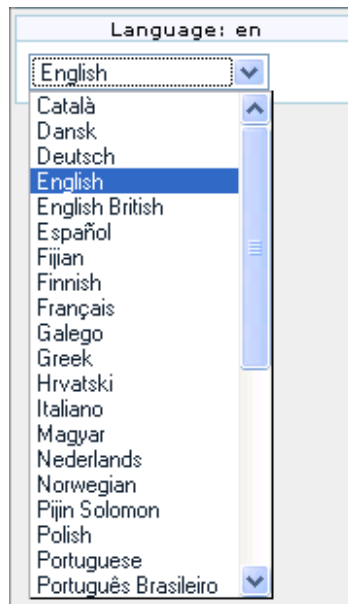 Language: en
English
Català
Dansk
Deutsch
English
English British
Español
Fijian
Finnish
Français
Galego
Greek
Hrvatski
Italiano
Magyar
Nederlands
Norwegian
Pijin Solomon
Polish
Portuguese
Português Brasileiro